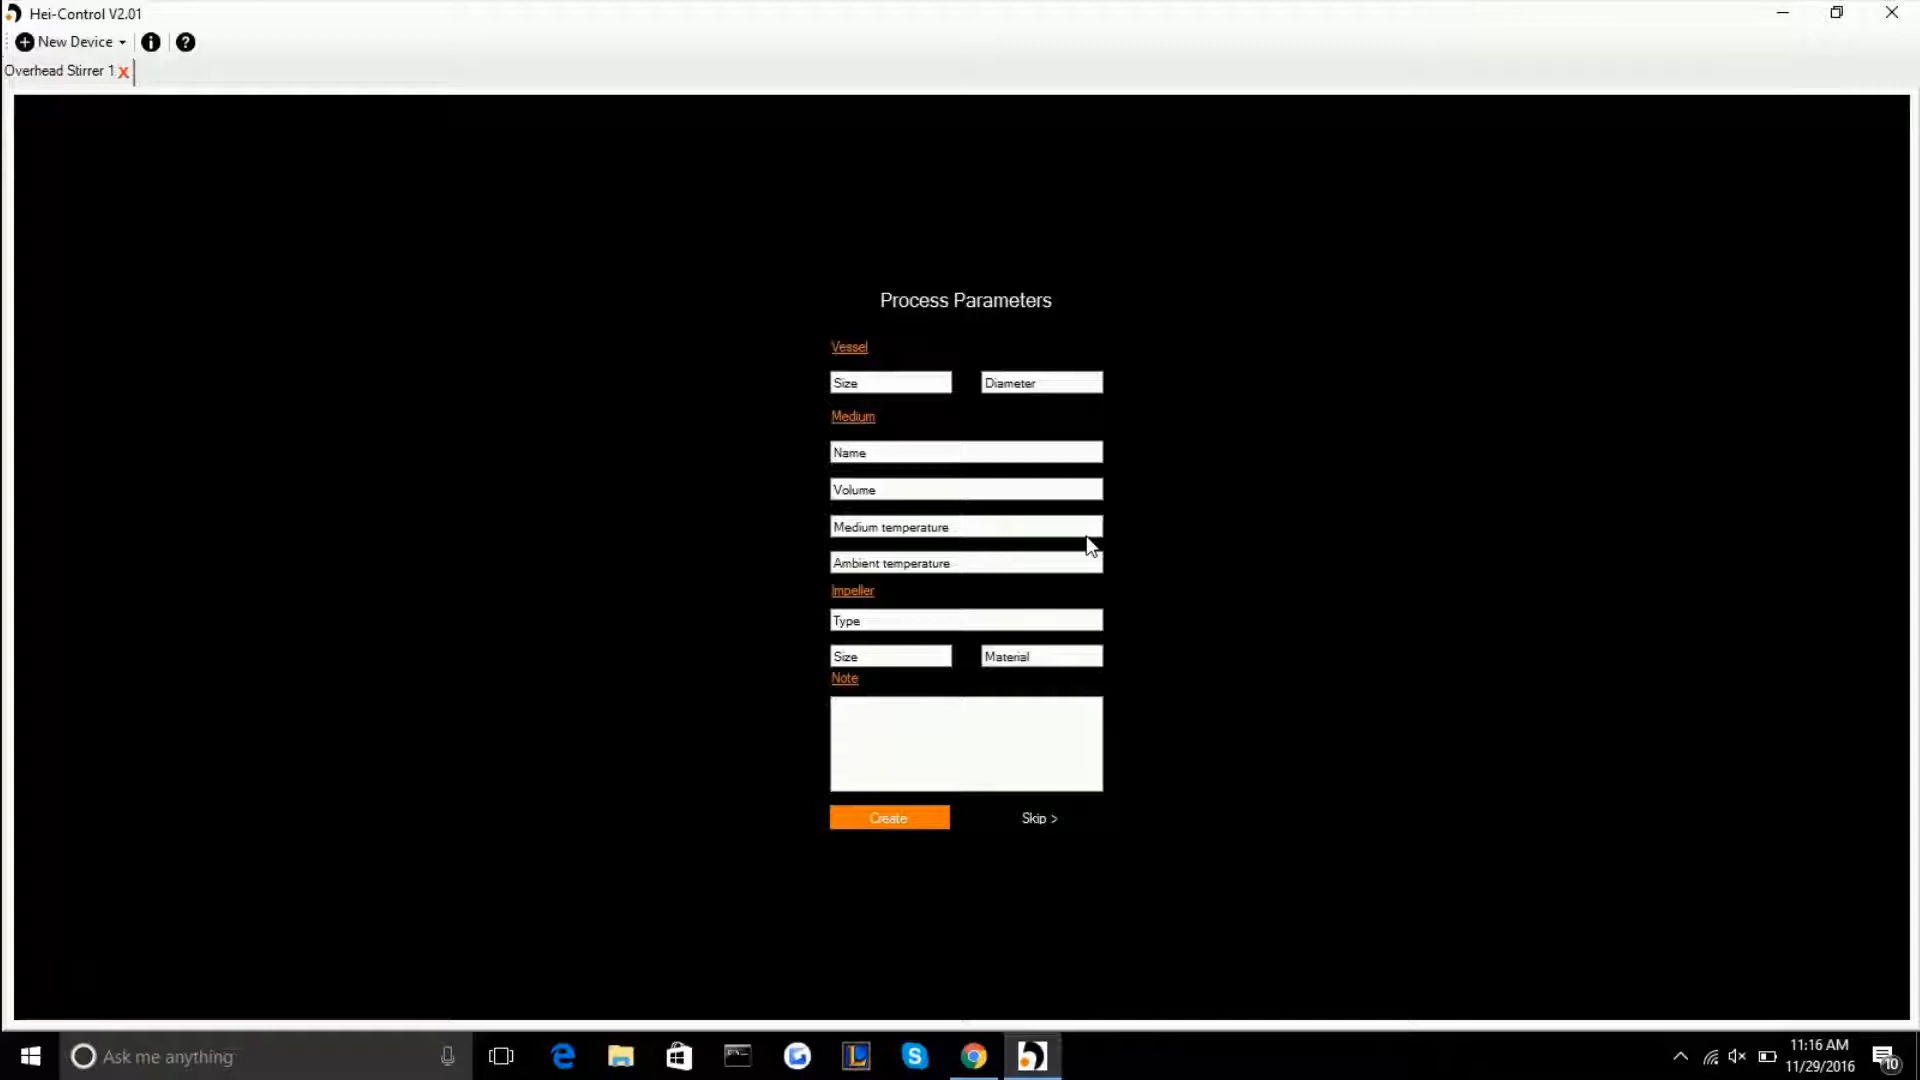 Hei-Control V2.01
New Device
Overhead Stirrer 1 x
Process Parameters
Vessel
Size Diameter
Medium
Name
Volume
Medium temperature
Ambient temperature
Impeller
Type
Size Material
Note
Create Skip >
Ask me anything
11:16 AM
11/29/2016
10